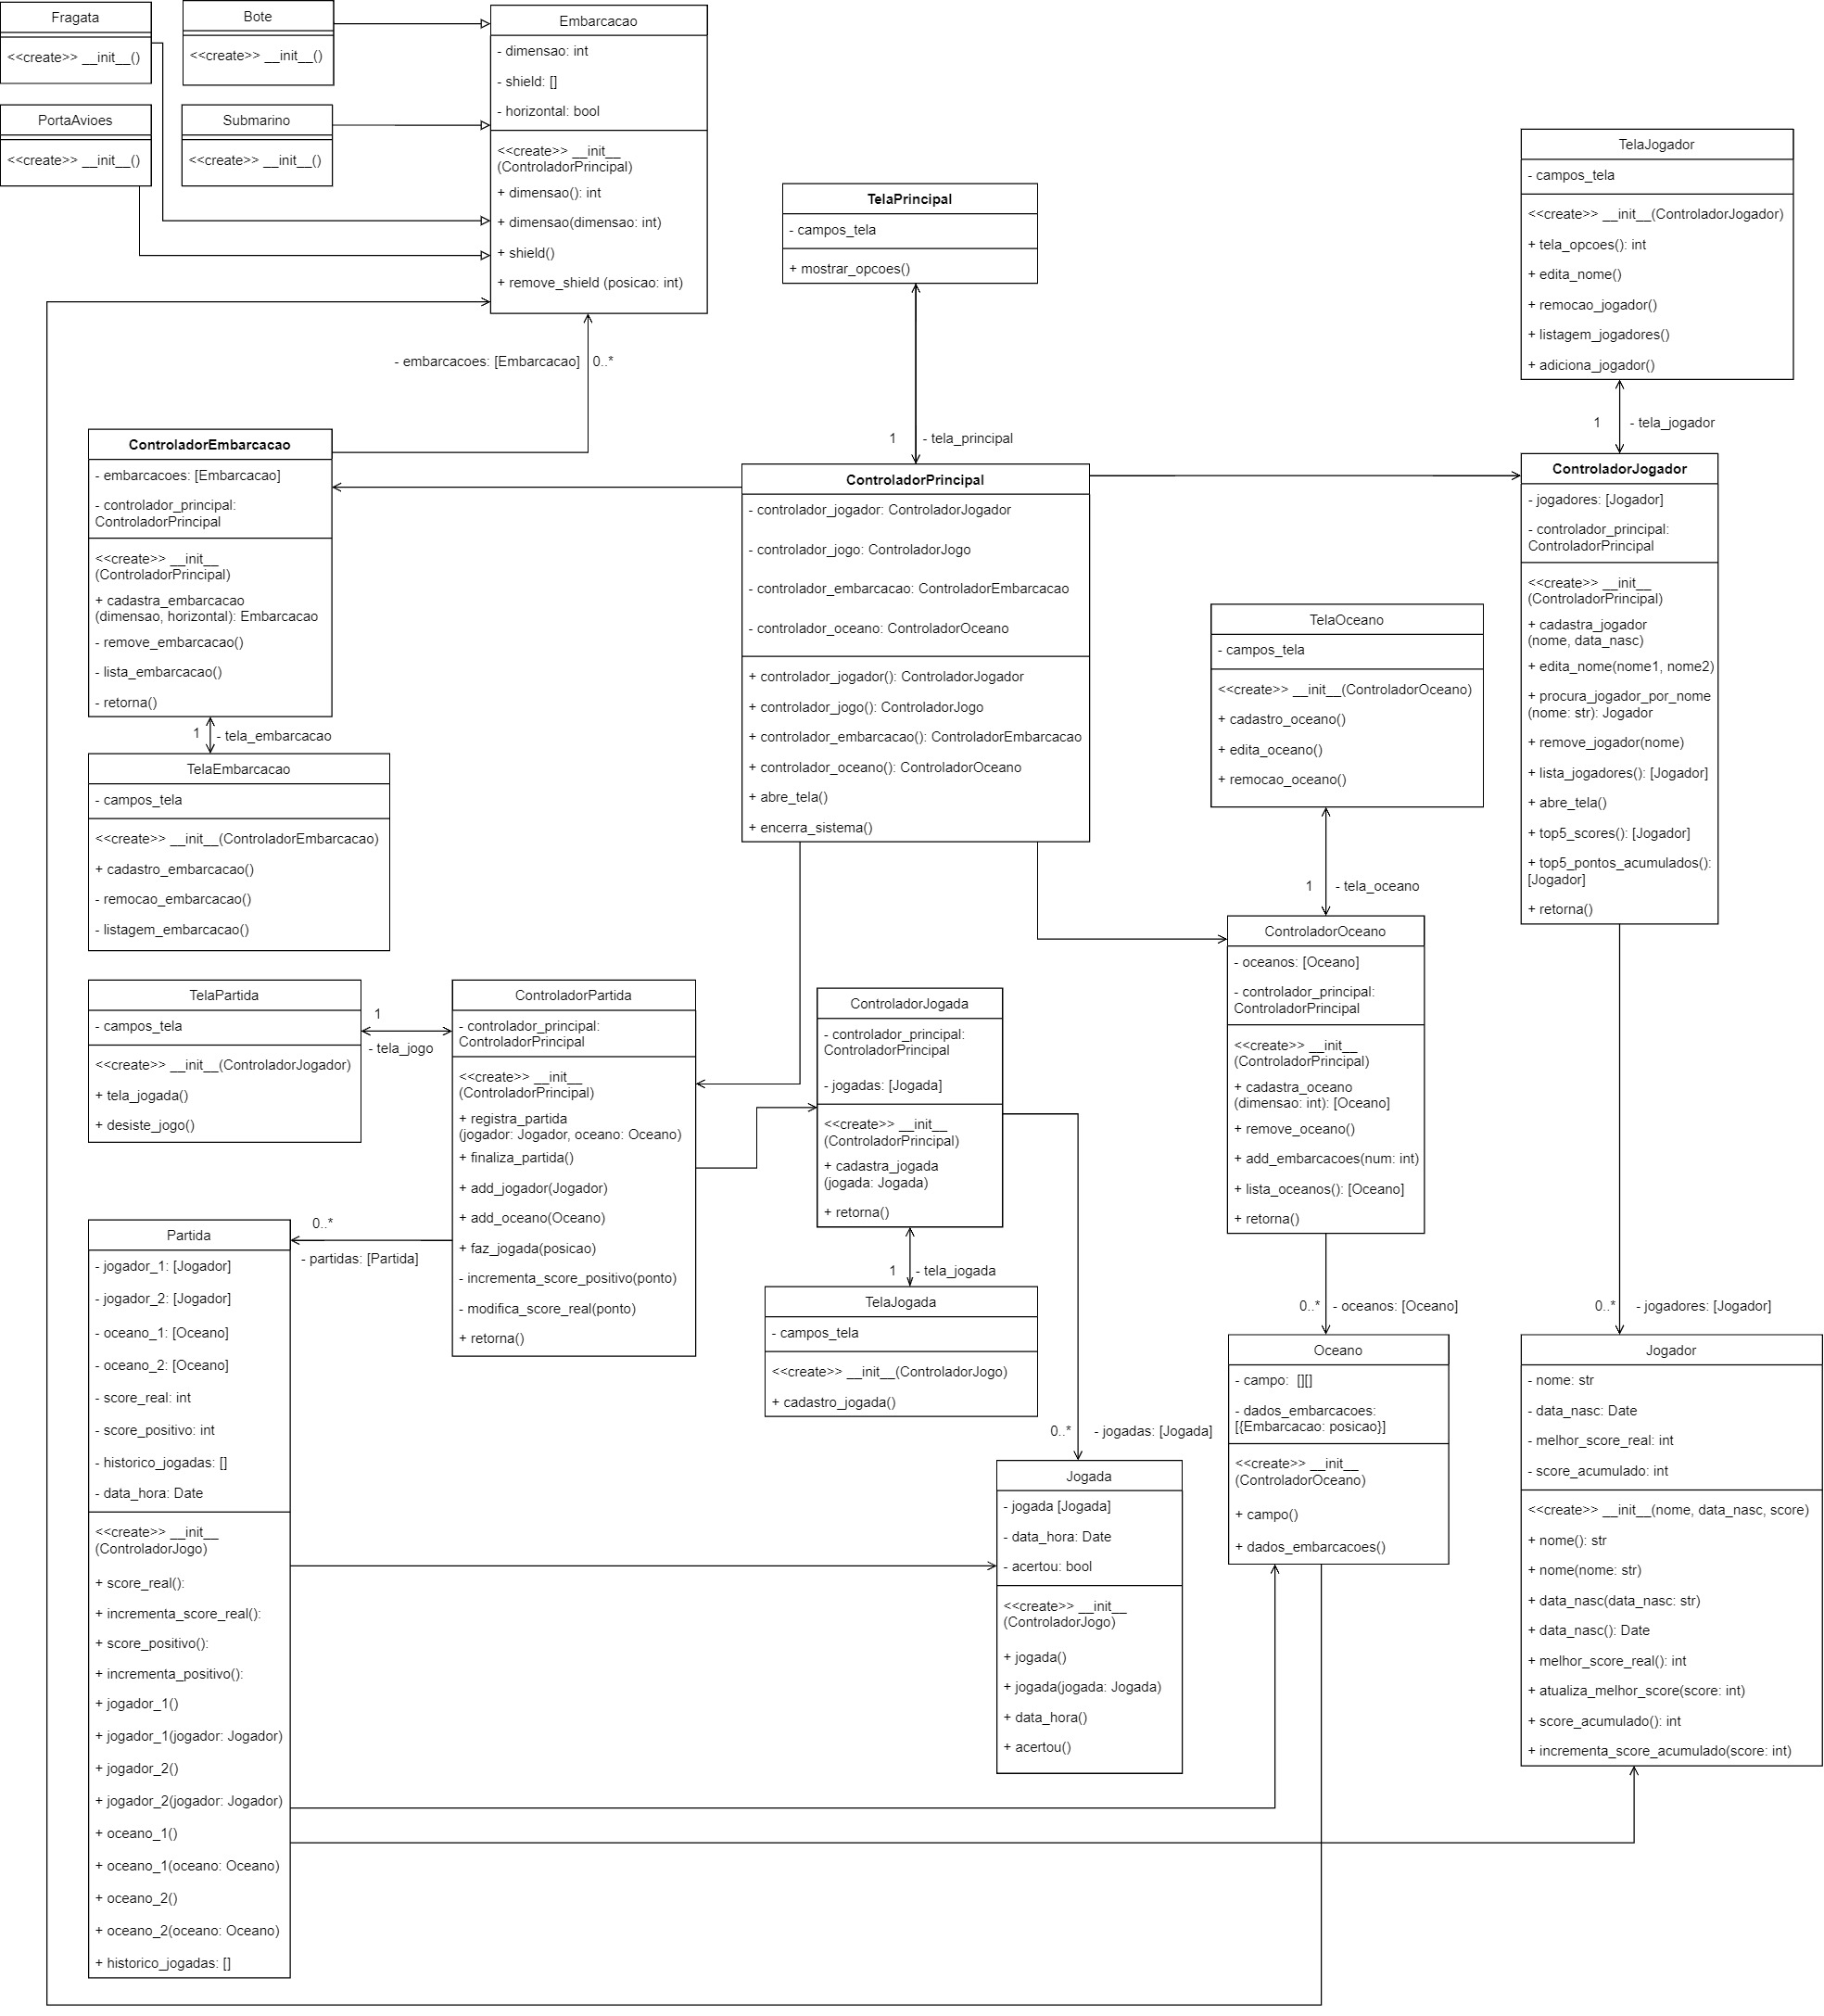 Fragata
<<create>> __init__()
Bote
<<create>> __init__()
PortaAvioes
<<create>> __init__()
Submarino
<<create>> __init__()
Embarcacao
- dimensao: int
- shield: []
- horizontal: bool
<<create>> __init__
(ControladorPrincipal)
+ dimensao(): int
+ dimensao(dimensao: int)
+ shield()
+ remove_shield (posicao: int)
- embarcacoes: [Embarcacao]
0..*
TelaPrincipal
- campos_tela
+ mostrar_opcoes()
1
- tela_principal
TelaJogador
- campos_tela
<<create>> __init__(ControladorJogador)
+ tela_opcoes(): int
+ edita_nome()
+ remocao_jogador()
+ listagem_jogadores()
+ adiciona_jogador()
1
- tela_jogador
ControladorEmbarcacao
- embarcacoes: [Embarcacao]
- controlador_principal:
ControladorPrincipal
<<create>> __init__
(ControladorPrincipal)
+ cadastra_embarcacao
(dimensao, horizontal): Embarcacao
- remove_embarcacao()
- lista_embarcacao()
- retorna()
1
- tela_embarcacao
TelaEmbarcacao
- campos_tela
<<create>> __init__(ControladorEmbarcacao)
+ cadastro_embarcacao()
- remocao_embarcacao()
- listagem_embarcacao()
ControladorPrincipal
- controlador_jogador: ControladorJogador
- controlador_jogo: ControladorJogo
- controlador_embarcacao: ControladorEmbarcacao
- controlador_oceano: ControladorOceano
+ controlador_jogador(): ControladorJogador
+ controlador_jogo(): ControladorJogo
+ controlador_embarcacao(): ControladorEmbarcacao
+ controlador_oceano(): ControladorOceano
+ abre_tela()
+ encerra_sistema()
ControladorJogador
- jogadores: [Jogador]
- controlador_principal:
ControladorPrincipal
<<create>> __init__
(ControladorPrincipal)
+ cadastra_jogador
(nome, data_nasc)
+ edita_nome(nome1, nome2)
+ procura_jogador_por_nome
(nome: str): Jogador
+ remove_jogador(nome)
+ lista_jogadores(): [Jogador]
+ abre_tela()
+ top5_scores(): [Jogador]
+ top5_pontos_acumulados():
[Jogador]
+ retorna()
TelaOceano
- campos_tela
<<create>> __init__(ControladorOceano)
+ cadastro_oceano()
+ edita_oceano()
+ remocao_oceano()
1
- tela_oceano
ControladorOceano
- oceanos: [Oceano]
- controlador_principal:
ControladorPrincipal
<<create>> __init__
(ControladorPrincipal)
+ cadastra_oceano
(dimensao: int): [Oceano]
+ remove_oceano()
+ add_embarcacoes(num: int)
+ lista_oceanos(): [Oceano]
+ retorna()
TelaPartida
- campos_tela
<<create>> __init__(ControladorJogador)
+ tela_jogada()
+ desiste_jogo()
1
- tela_jogo
ControladorPartida
- controlador_principal:
ControladorPrincipal
<<create>> __init__
(ControladorPrincipal)
+ registra_partida
(jogador: Jogador, oceano: Oceano)
+ finaliza_partida()
+ add_jogador(Jogador)
+ add_oceano(Oceano)
+ faz_jogada(posicao)
- incrementa_score_positivo(ponto)
- modifica_score_real(ponto)
+ retorna()
ControladorJogada
- controlador_principal:
ControladorPrincipal
- jogadas: [Jogada]
<<create>> __init__
(ControladorPrincipal)
+ cadastra_jogada
(jogada: Jogada)
+ retorna()
1
- tela_jogada
TelaJogada
- campos_tela
<<create>> __init__(ControladorJogo)
+ cadastro_jogada()
0..*
- partidas: [Partida]
Partida
- jogador_1: [Jogador]
- jogador_2: [Jogador]
- oceano_1: [Oceano]
- oceano_2: [Oceano]
- score_real: int
- score_positivo: int
- historico_jogadas: []
- data_hora: Date
<<create>> __init__
(ControladorJogo)
+ score_real():
+ incrementa_score_real():
+ score_positivo():
+ incrementa_positivo():
+ jogador_1()
+ jogador_1(jogador: Jogador)
+ jogador_2()
+ jogador_2(jogador: Jogador)
+ oceano_1()
+ oceano_1(oceano: Oceano)
+ oceano_2()
+ oceano_2(oceano: Oceano)
+ historico_jogadas: []
0..*
- jogadas: [Jogada]
Jogada
- jogada [Jogada]
- data_hora: Date
- acertou: bool
<<create>> __init__
(ControladorJogo)
+ jogada()
+ jogada(jogada: Jogada)
+ data_hora()
+ acertou()
0..*
- oceanos: [Oceano]
Oceano
- campo: [][]
- dados_embarcacoes:
[{Embarcacao: posicao}]
<<create>> __init__
(ControladorOceano)
+ campo()
+ dados_embarcacoes()
0..*
- jogadores: [Jogador]
Jogador
- nome: str
- data_nasc: Date
- melhor_score_real: int
- score_acumulado: int
<<create>> __init__(nome, data_nasc, score)
+ nome(): str
+ nome(nome: str)
+ data_nasc(data_nasc: str)
+ data_nasc(): Date
+ melhor_score_real(): int
+ atualiza_melhor_score(score: int)
+ score_acumulado(): int
+ incrementa_score_acumulado(score: int)